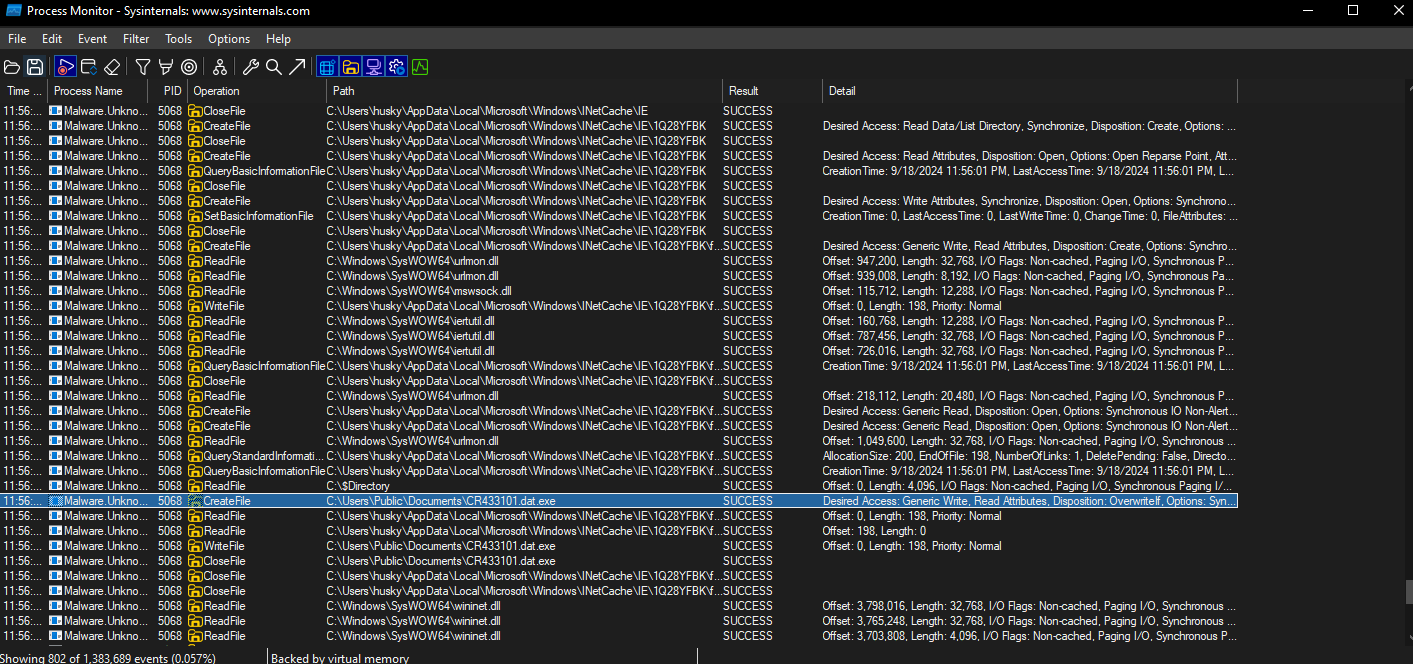 Process Monitor - Sysinternals: www.sysinternals.com
File Edit Event Filter Tools Options Help
Time ... Process Name PID Operation Path Result Detail
11:56:... Malware.Unkno... 5068 CloseFile C:\Users\husky\AppData\Local\Microsoft\Windows\INetCache\IE SUCCESS
11:56:... Malware.Unkno... 5068 CreateFile C:\Users\husky\AppData\Local\Microsoft\Windows\INetCache\IE\1Q28YFBK SUCCESS Desired Access: Read Data/List Directory, Synchronize, Disposition: Create, Options: ...
11:56:... Malware.Unkno... 5068 CloseFile C:\Users\husky\AppData\Local\Microsoft\Windows\INetCache\IE\1Q28YFBK SUCCESS
11:56:... Malware.Unkno... 5068 CreateFile C:\Users\husky\AppData\Local\Microsoft\Windows\INetCache\IE\1Q28YFBK SUCCESS Desired Access: Read Attributes, Disposition: Open, Options: Open Reparse Point, Att...
11:56:... Malware.Unkno... 5068 QueryBasicInformationFile C:\Users\husky\AppData\Local\Microsoft\Windows\INetCache\IE\1Q28YFBK SUCCESS CreationTime: 9/18/2024 11:56:01 PM, LastAccessTime: 9/18/2024 11:56:01 PM, L...
11:56:... Malware.Unkno... 5068 CloseFile C:\Users\husky\AppData\Local\Microsoft\Windows\INetCache\IE\1Q28YFBK SUCCESS
11:56:... Malware.Unkno... 5068 CreateFile C:\Users\husky\AppData\Local\Microsoft\Windows\INetCache\IE\1Q28YFBK SUCCESS Desired Access: Write Attributes, Synchronize, Disposition: Open, Options: Synchrono...
11:56:... Malware.Unkno... 5068 SetBasicInformationFile C:\Users\husky\AppData\Local\Microsoft\Windows\INetCache\IE\1Q28YFBK SUCCESS CreationTime: 0, LastAccessTime: 0, LastWriteTime: 0, ChangeTime: 0, FileAttributes: ...
11:56:... Malware.Unkno... 5068 CloseFile C:\Users\husky\AppData\Local\Microsoft\Windows\INetCache\IE\1Q28YFBK SUCCESS
11:56:... Malware.Unkno... 5068 CreateFile C:\Users\husky\AppData\Local\Microsoft\Windows\INetCache\IE\1Q28YFBK\f... SUCCESS Desired Access: Generic Write, Read Attributes, Disposition: Create, Options: Synchro...
11:56:... Malware.Unkno... 5068 ReadFile C:\Windows\SysWOW64\urlmon.dll SUCCESS Offset: 947,200, Length: 32,768, I/O Flags: Non-cached, Paging I/O, Synchronous P...
11:56:... Malware.Unkno... 5068 ReadFile C:\Windows\SysWOW64\urlmon.dll SUCCESS Offset: 939,008, Length: 8,192, I/O Flags: Non-cached, Paging I/O, Synchronous Pa...
11:56:... Malware.Unkno... 5068 ReadFile C:\Windows\SysWOW64\mswsock.dll SUCCESS Offset: 115,712, Length: 12,288, I/O Flags: Non-cached, Paging I/O, Synchronous P...
11:56:... Malware.Unkno... 5068 WriteFile C:\Users\husky\AppData\Local\Microsoft\Windows\INetCache\IE\1Q28YFBK\f... SUCCESS Offset: 0, Length: 198, Priority: Normal
11:56:... Malware.Unkno... 5068 ReadFile C:\Windows\SysWOW64\iertutil.dll SUCCESS Offset: 160,768, Length: 12,288, I/O Flags: Non-cached, Paging I/O, Synchronous P...
11:56:... Malware.Unkno... 5068 ReadFile C:\Windows\SysWOW64\iertutil.dll SUCCESS Offset: 787,456, Length: 32,768, I/O Flags: Non-cached, Paging I/O, Synchronous P...
11:56:... Malware.Unkno... 5068 ReadFile C:\Windows\SysWOW64\iertutil.dll SUCCESS Offset: 726,016, Length: 32,768, I/O Flags: Non-cached, Paging I/O, Synchronous P...
11:56:... Malware.Unkno... 5068 QueryBasicInformationFile C:\Users\husky\AppData\Local\Microsoft\Windows\INetCache\IE\1Q28YFBK\f... SUCCESS CreationTime: 9/18/2024 11:56:01 PM, LastAccessTime: 9/18/2024 11:56:01 PM, L...
11:56:... Malware.Unkno... 5068 CloseFile C:\Users\husky\AppData\Local\Microsoft\Windows\INetCache\IE\1Q28YFBK\f... SUCCESS
11:56:... Malware.Unkno... 5068 ReadFile C:\Windows\SysWOW64\urlmon.dll SUCCESS Offset: 218,112, Length: 20,480, I/O Flags: Non-cached, Paging I/O, Synchronous P...
11:56:... Malware.Unkno... 5068 CreateFile C:\Users\husky\AppData\Local\Microsoft\Windows\INetCache\IE\1Q28YFBK\f... SUCCESS Desired Access: Generic Read, Disposition: Open, Options: Synchronous IO Non-Alert...
11:56:... Malware.Unkno... 5068 CreateFile C:\Users\husky\AppData\Local\Microsoft\Windows\INetCache\IE\1Q28YFBK\f... SUCCESS Desired Access: Generic Read, Disposition: Open, Options: Synchronous IO Non-Alert...
11:56:... Malware.Unkno... 5068 ReadFile C:\Windows\SysWOW64\urlmon.dll SUCCESS Offset: 1,049,600, Length: 32,768, I/O Flags: Non-cached, Paging I/O, Synchronous ...
11:56:... Malware.Unkno... 5068 QueryStandardInformati... C:\Users\husky\AppData\Local\Microsoft\Windows\INetCache\IE\1Q28YFBK\f... SUCCESS AllocationSize: 200, EndOfFile: 198, NumberOfLinks: 1, DeletePending: False, Directo...
11:56:... Malware.Unkno... 5068 QueryBasicInformationFile C:\Users\husky\AppData\Local\Microsoft\Windows\INetCache\IE\1Q28YFBK\f... SUCCESS CreationTime: 9/18/2024 11:56:01 PM, LastAccessTime: 9/18/2024 11:56:01 PM, L...
11:56:... Malware.Unkno... 5068 ReadFile C:\$Directory SUCCESS Offset: 0, Length: 4,096, I/O Flags: Non-cached, Paging I/O, Synchronous Paging I/...
11:56:... Malware.Unkno... 5068 CreateFile C:\Users\Public\Documents\CR433101.dat.exe SUCCESS Desired Access: Generic Write, Read Attributes, Disposition: OverwriteIf, Options: Syn...
11:56:... Malware.Unkno... 5068 ReadFile C:\Users\husky\AppData\Local\Microsoft\Windows\INetCache\IE\1Q28YFBK\f... SUCCESS Offset: 0, Length: 198, Priority: Normal
11:56:... Malware.Unkno... 5068 ReadFile C:\Users\husky\AppData\Local\Microsoft\Windows\INetCache\IE\1Q28YFBK\f... SUCCESS Offset: 198, Length: 0
11:56:... Malware.Unkno... 5068 WriteFile C:\Users\Public\Documents\CR433101.dat.exe SUCCESS Offset: 0, Length: 198, Priority: Normal
11:56:... Malware.Unkno... 5068 CloseFile C:\Users\Public\Documents\CR433101.dat.exe SUCCESS
11:56:... Malware.Unkno... 5068 CloseFile C:\Users\husky\AppData\Local\Microsoft\Windows\INetCache\IE\1Q28YFBK\f... SUCCESS
11:56:... Malware.Unkno... 5068 CloseFile C:\Users\husky\AppData\Local\Microsoft\Windows\INetCache\IE\1Q28YFBK\f... SUCCESS
11:56:... Malware.Unkno... 5068 ReadFile C:\Windows\SysWOW64\wininet.dll SUCCESS Offset: 3,798,016, Length: 32,768, I/O Flags: Non-cached, Paging I/O, Synchronous ...
11:56:... Malware.Unkno... 5068 ReadFile C:\Windows\SysWOW64\wininet.dll SUCCESS Offset: 3,765,248, Length: 32,768, I/O Flags: Non-cached, Paging I/O, Synchronous ...
11:56:... Malware.Unkno... 5068 ReadFile C:\Windows\SysWOW64\wininet.dll SUCCESS Offset: 3,703,808, Length: 4,096, I/O Flags: Non-cached, Paging I/O, Synchronous P...
Showing 802 of 1,383,689 events (0.057%) Backed by virtual memory